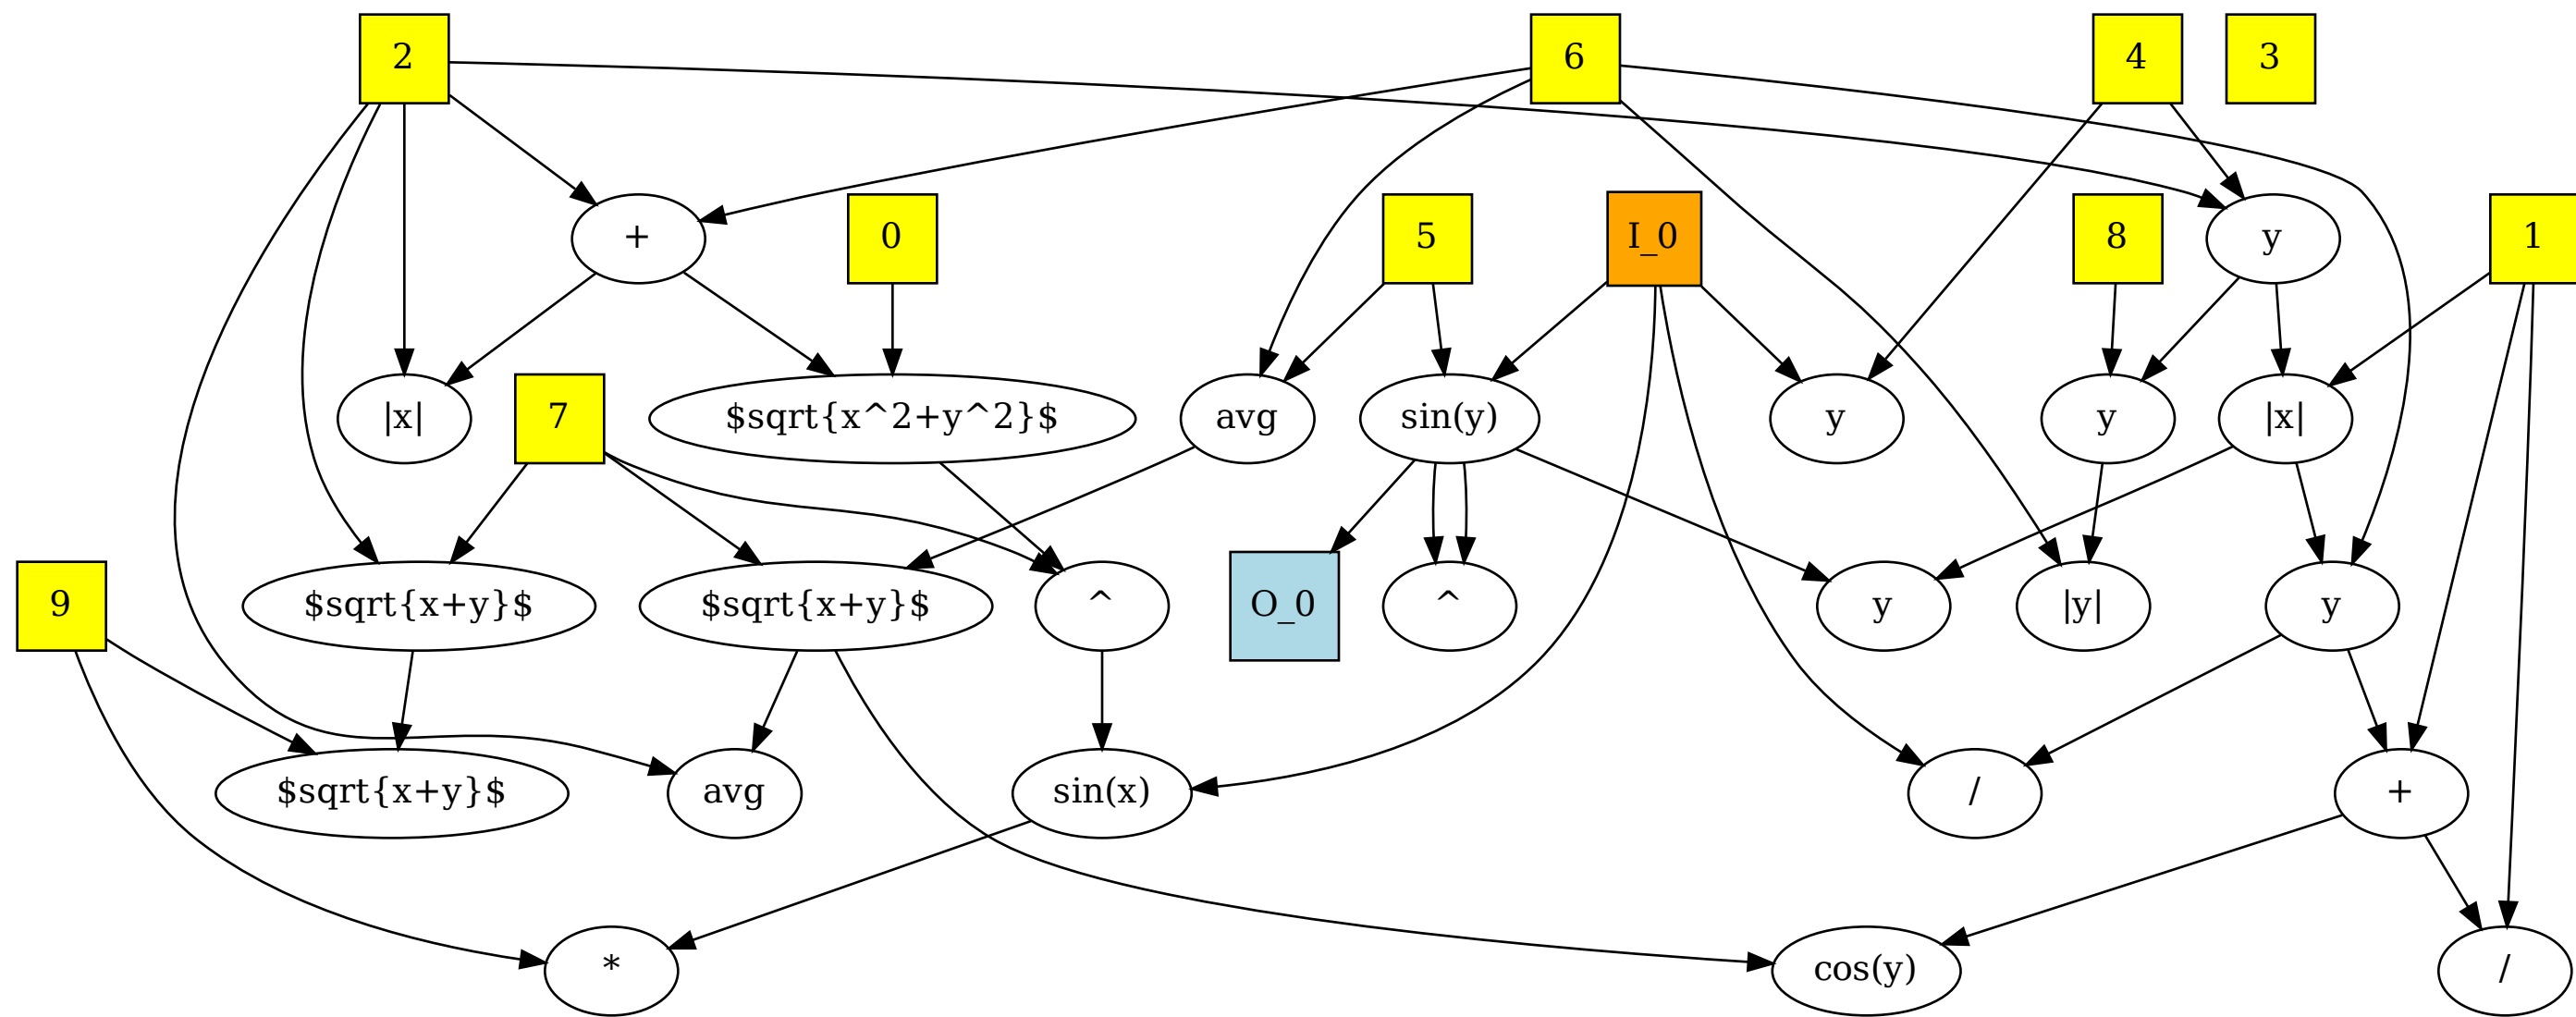 2
6
4
3
+
0
5
I_0
8
y
1
|x|
7
$sqrt{x^2+y^2}$
avg
sin(y)
y
y
|x|
9
$sqrt{x+y}$
$sqrt{x+y}$
^
O_0
^
y
|y|
y
$sqrt{x+y}$
avg
sin(x)
/
+
*
cos(y)
/